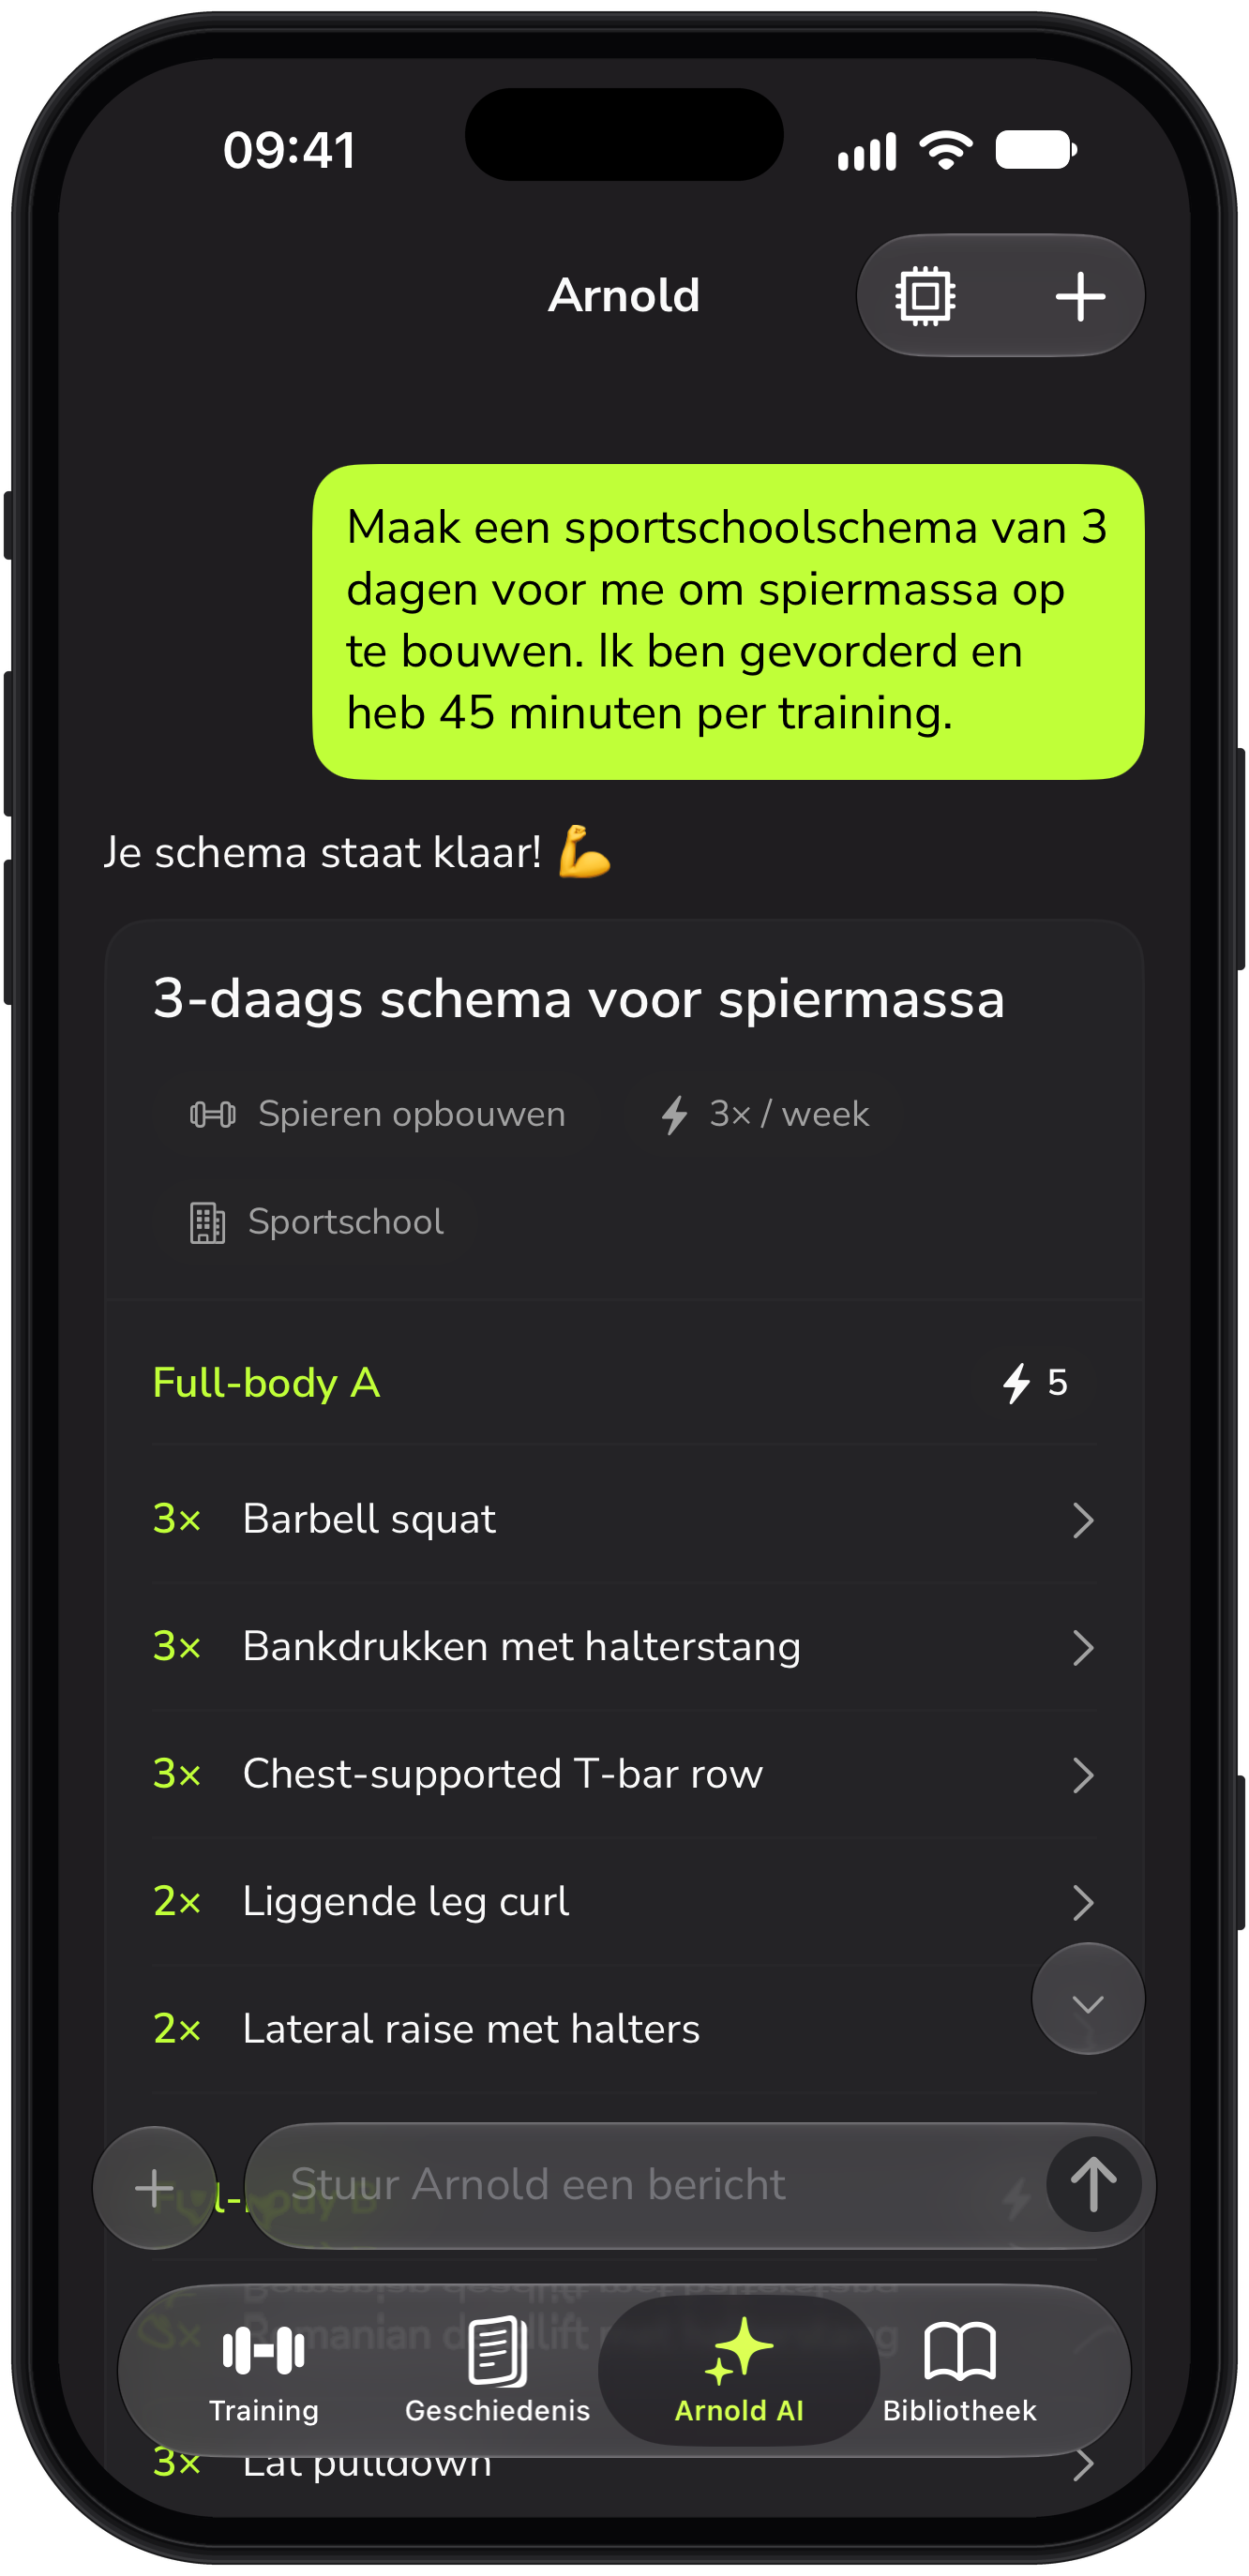 09:41
Arnold
Maak een sportschoolschema van 3
dagen voor me om spiermassa op
te bouwen. Ik ben gevorderd en
heb 45 minuten per training.
Je schema staat klaar! 💪
3-daags schema voor spiermassa
Spieren opbouwen
3× / week
Sportschool
Full-body A
5
3× Barbell squat
3× Bankdrukken met halterstang
3× Chest-supported T-bar row
2× Liggende leg curl
2× Lateral raise met halters
Stuur Arnold een bericht
Training
Geschiedenis
Arnold AI
Bibliotheek
3× Lat pulldown